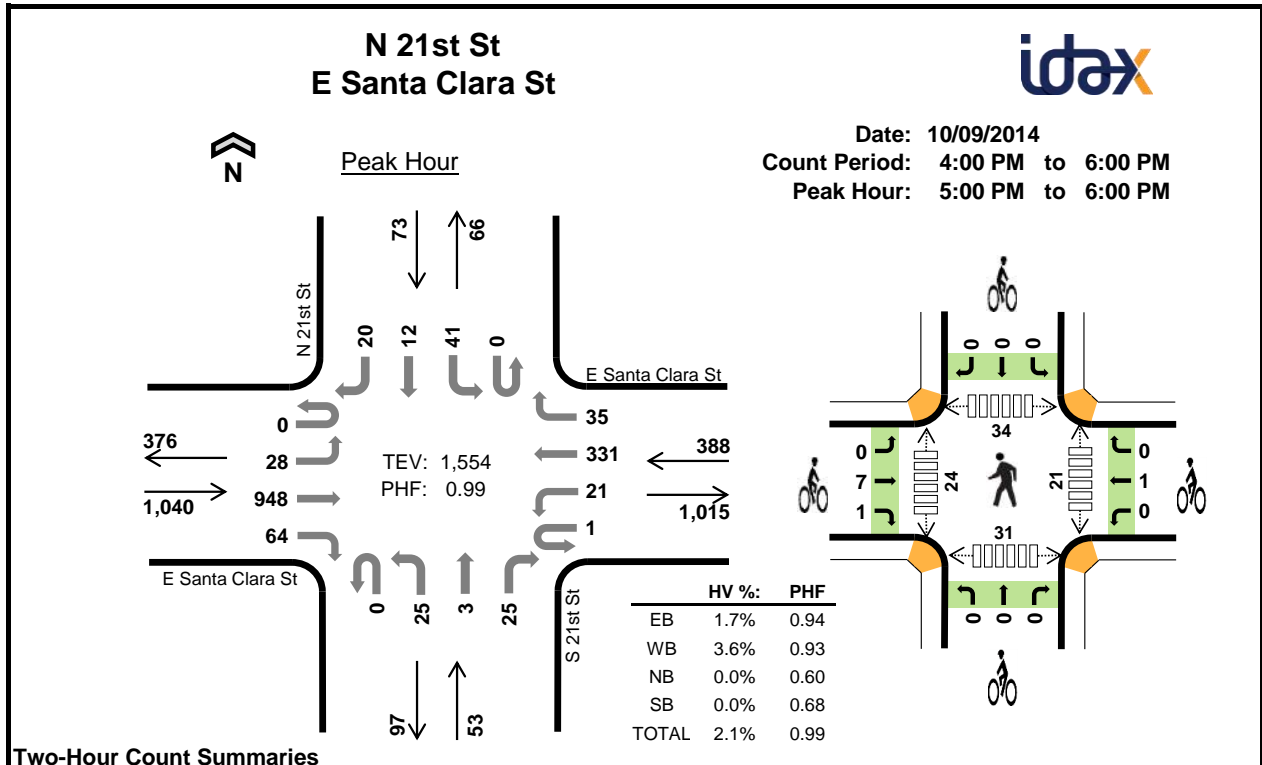 N 21st St
E Santa Clara St
idax
Date: 10/09/2014
Count Period: 4:00 PM to 6:00 PM
Peak Hour: 5:00 PM to 6:00 PM
N
Peak Hour
73
66
N 21st St
20
12
41
0
E Santa Clara St
0
28
948
64
376
1,040
TEV: 1,554
PHF: 0.99
35
331
21
1
388
1,015
E Santa Clara St
0
25
3
25
S 21st St
97
53
HV %: PHF
EB 1.7% 0.94
WB 3.6% 0.93
NB 0.0% 0.60
SB 0.0% 0.68
TOTAL 2.1% 0.99
0 0 0
34
0
7
1
24
21
0
1
0
31
0 0 0
Two-Hour Count Summaries